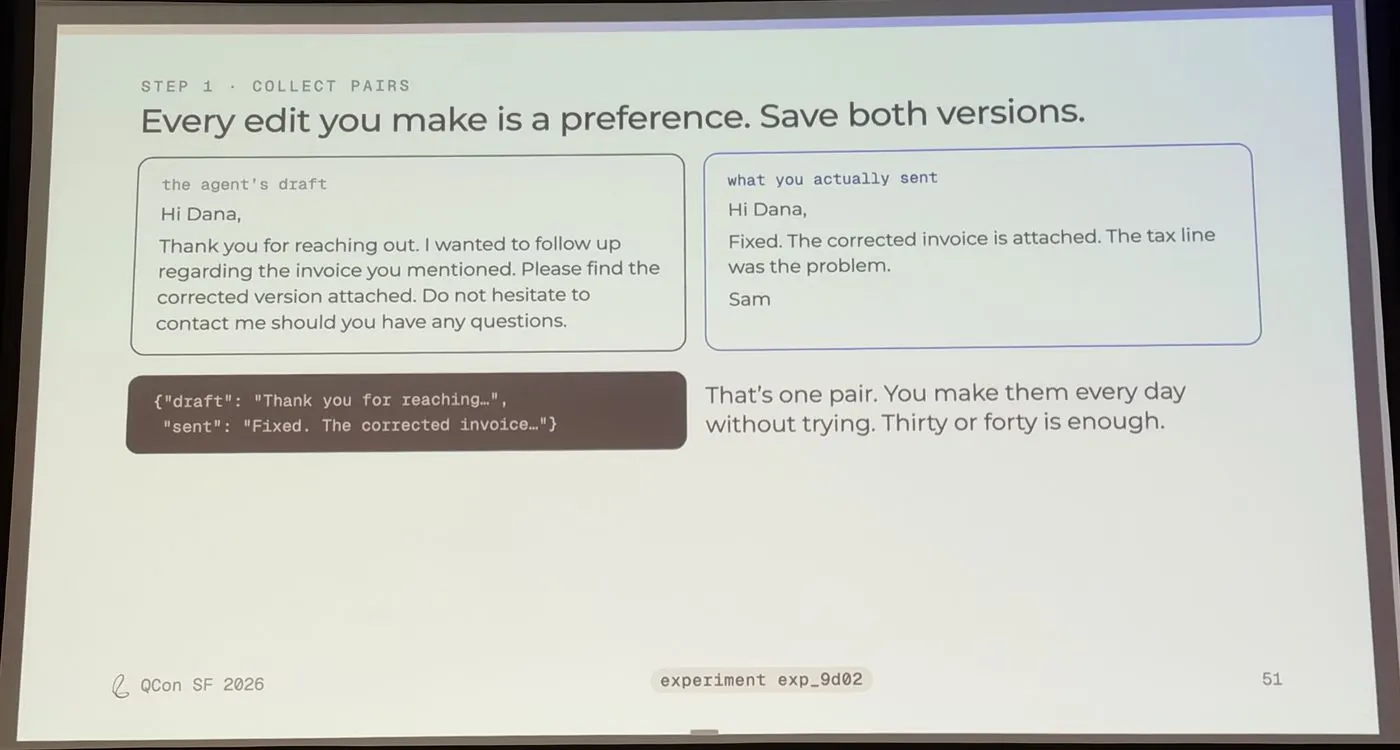 STEP 1 · COLLECT PAIRS
Every edit you make is a preference. Save both versions.
the agent's draft
Hi Dana,
Thank you for reaching out. I wanted to follow up
regarding the invoice you mentioned. Please find the
corrected version attached. Do not hesitate to
contact me should you have any questions.
what you actually sent
Hi Dana,
Fixed. The corrected invoice is attached. The tax line
was the problem.
Sam
{"draft": "Thank you for reaching…",
"sent": "Fixed. The corrected invoice…"}
That's one pair. You make them every day
without trying. Thirty or forty is enough.
QCon SF 2026
experiment exp_9d02
51